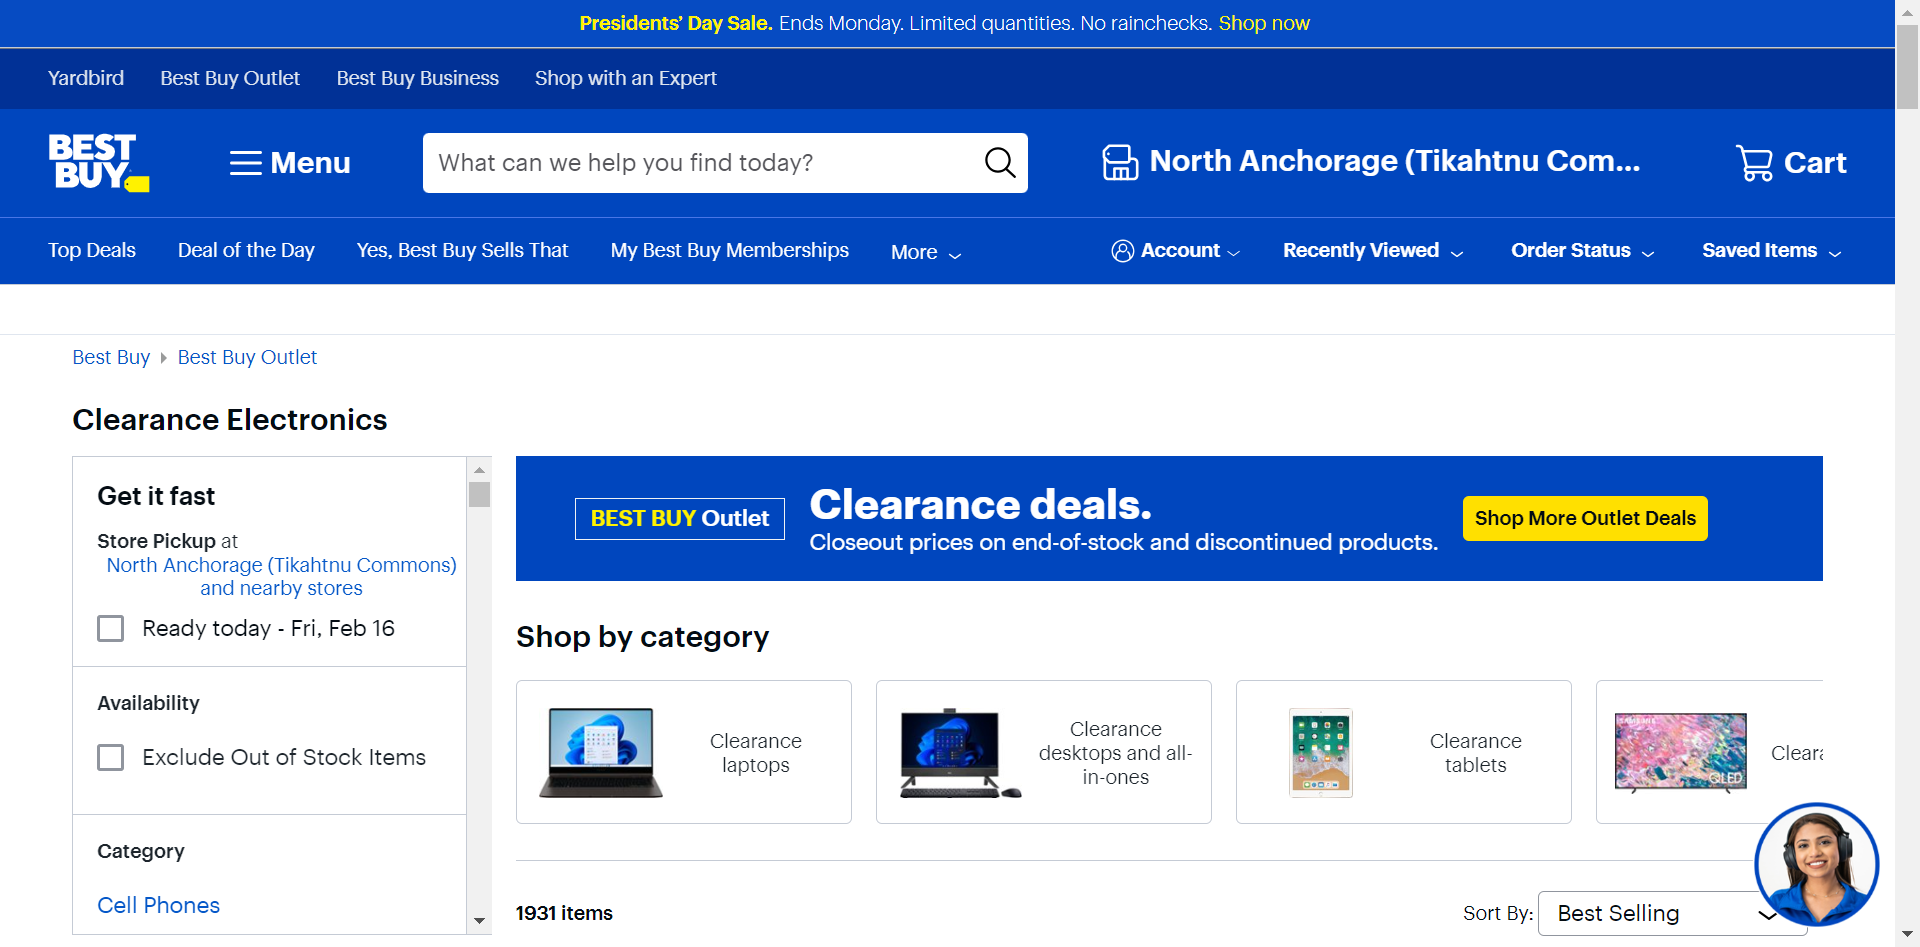 Presidents' Day Sale. Ends Monday. Limited quantities. No rainchecks. Shop now
Yardbird Best Buy Outlet Best Buy Business Shop with an Expert
BEST BUY
Menu
What can we help you find today?
North Anchorage (Tikahtnu Com...
Cart
Top Deals Deal of the Day Yes, Best Buy Sells That My Best Buy Memberships More
Account Recently Viewed Order Status Saved Items
Best Buy Best Buy Outlet
Clearance Electronics
Get it fast
Store Pickup at
North Anchorage (Tikahtnu Commons)
and nearby stores
Ready today - Fri, Feb 16
Availability
Exclude Out of Stock Items
Category
Cell Phones
BEST BUY Outlet
Clearance deals.
Closeout prices on end-of-stock and discontinued products.
Shop More Outlet Deals
Shop by category
Clearance
laptops
Clearance
desktops and all-
in-ones
Clearance
tablets
SAMSUNG
QLED
Cleara
1931 items
Sort By: Best Selling